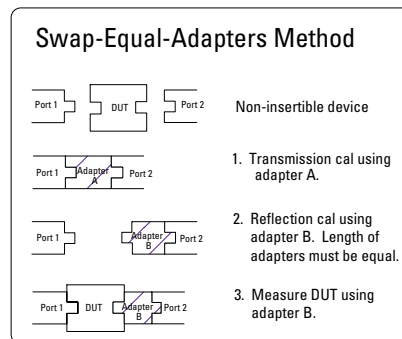 Swap-Equal-Adapters Method
Port 1 DUT Port 2 Non-insertible device
Port 1 Adapter A Port 2 1. Transmission cal using
adapter A.
Port 1 Adapter B Port 2 2. Reflection cal using
adapter B. Length of
adapters must be equal.
Port 1 DUT Adapter B Port 2 3. Measure DUT using
adapter B.